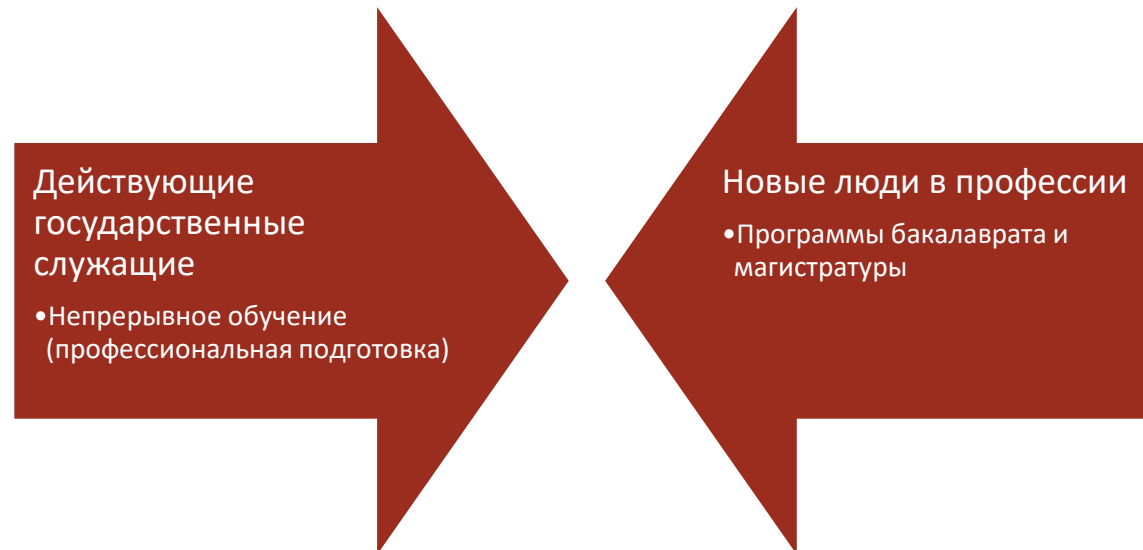 Действующие
государственные
служащие
•Непрерывное обучение
(профессиональная подготовка)
Новые люди в профессии
•Программы бакалаврата и
магистратуры